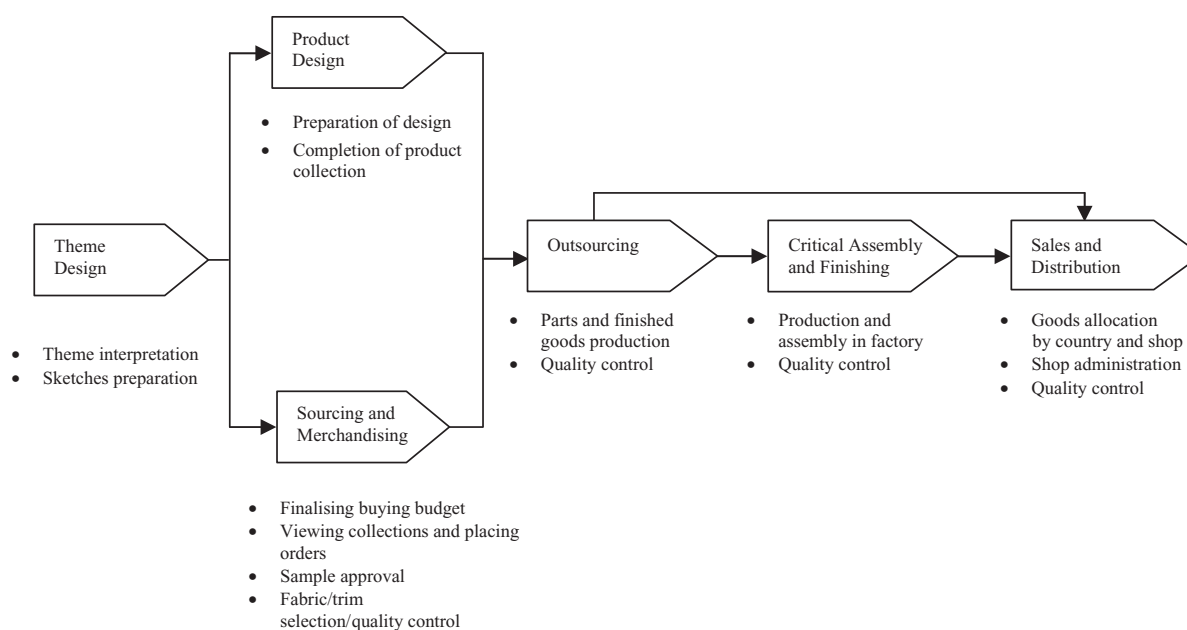 Product
Design
• Preparation of design
• Completion of product
collection
Theme
Design
• Theme interpretation
• Sketches preparation
Sourcing and
Merchandising
• Finalising buying budget
• Viewing collections and placing
orders
• Sample approval
• Fabric/trim
selection/quality control
Outsourcing
• Parts and finished
goods production
• Quality control
Critical Assembly
and Finishing
• Production and
assembly in factory
• Quality control
Sales and
Distribution
• Goods allocation
by country and shop
• Shop administration
• Quality control